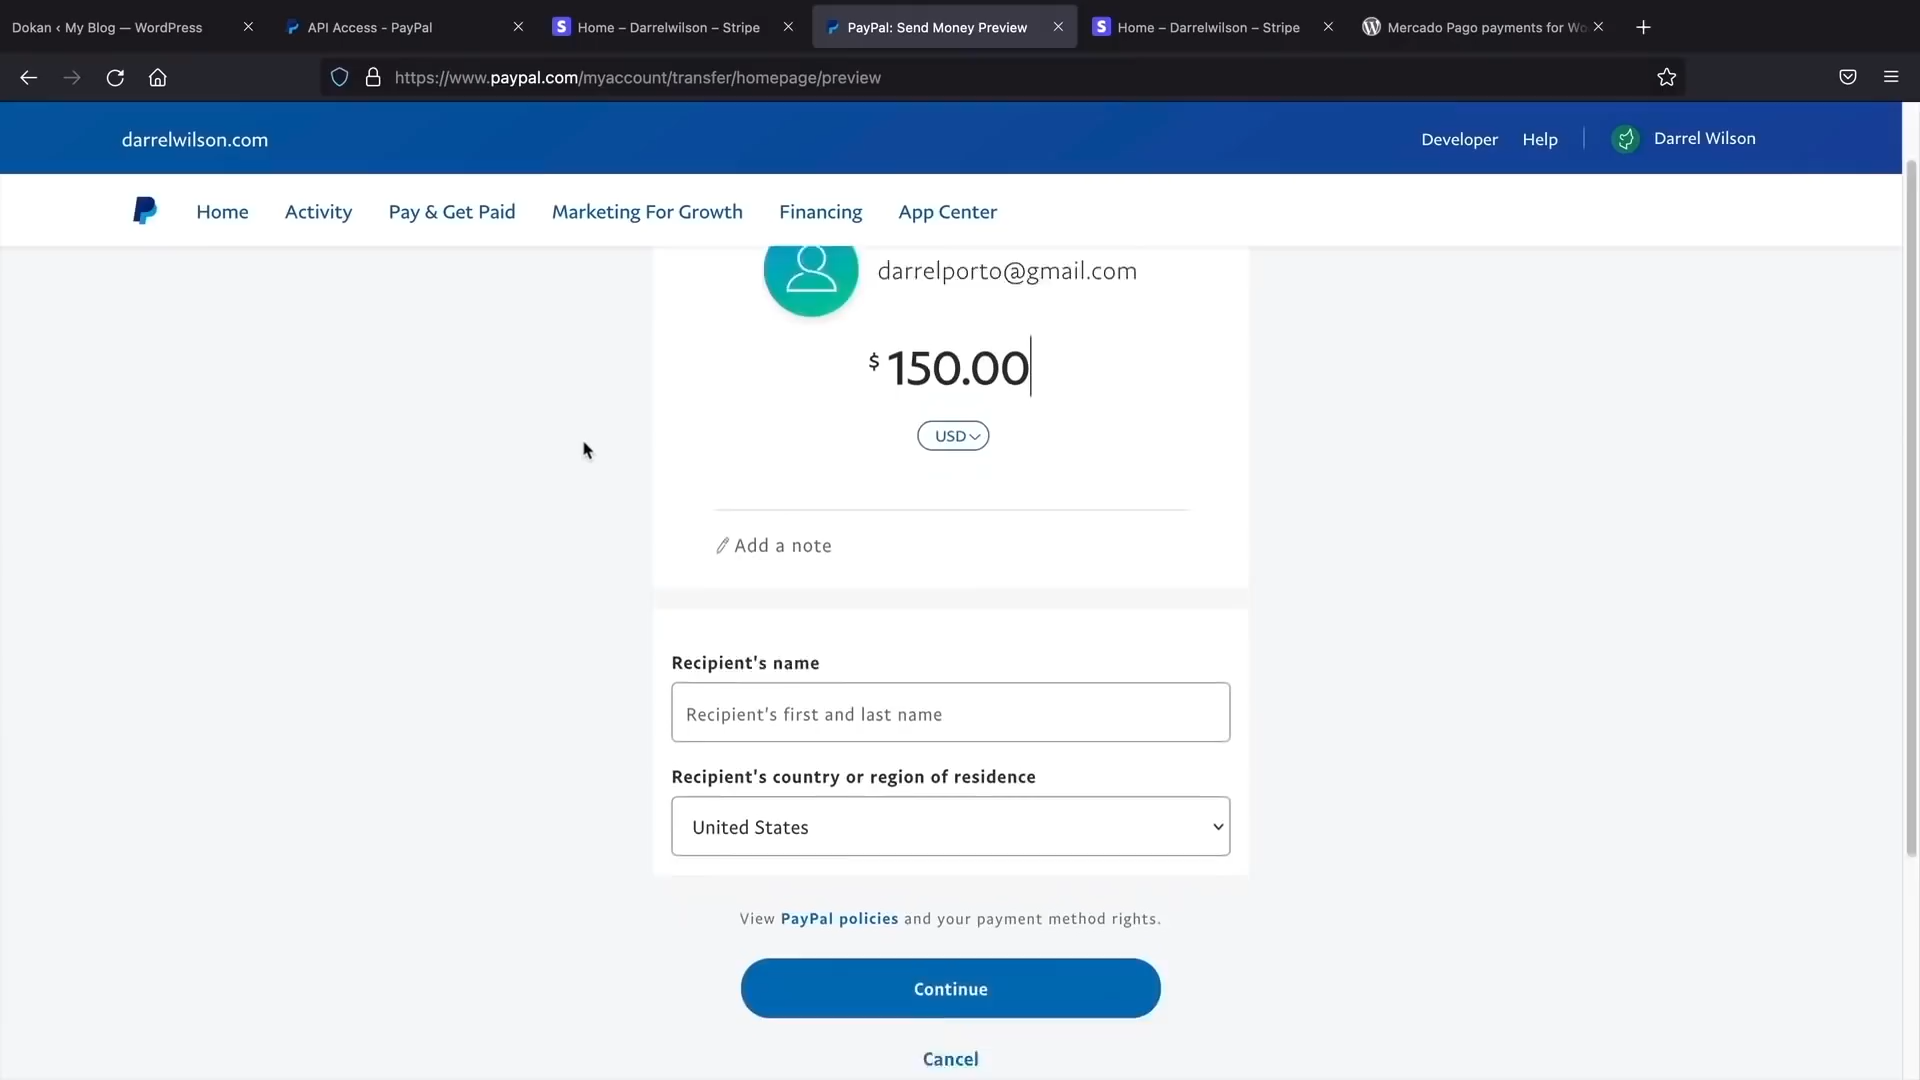 Dokan ‹ My Blog — WordPress
API Access - PayPal
S Home – Darrelwilson – Stripe
PayPal: Send Money Preview
S Home – Darrelwilson – Stripe
Mercado Pago payments for Wo
https://www.paypal.com/myaccount/transfer/homepage/preview
darrelwilson.com
Developer
Help
Darrel Wilson
Home
Activity
Pay & Get Paid
Marketing For Growth
Financing
App Center
darrelporto@gmail.com
$ 150.00
USD
Add a note
Recipient's name
Recipient's first and last name
Recipient's country or region of residence
United States
View PayPal policies and your payment method rights.
Continue
Cancel